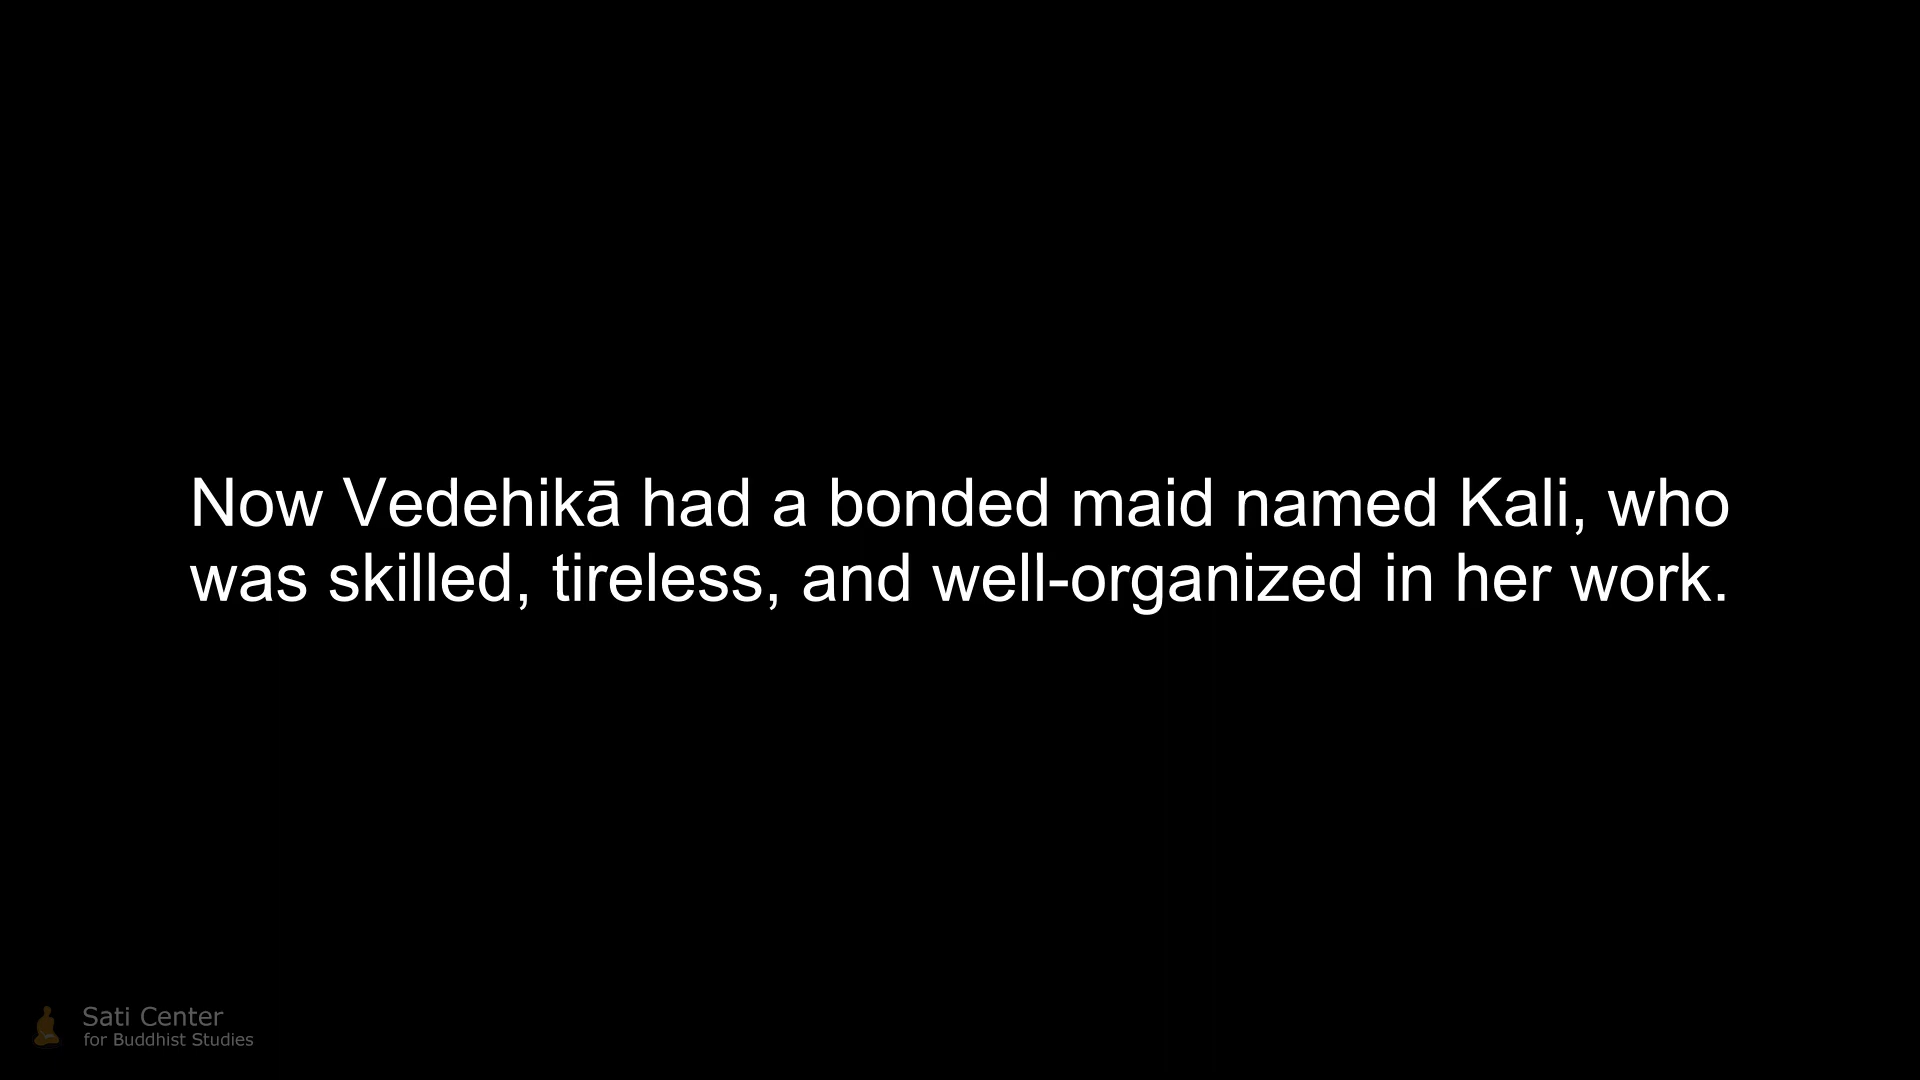 Now Vedehikā had a bonded maid named Kali, who
was skilled, tireless, and well-organized in her work.
Sati Center
for Buddhist Studies